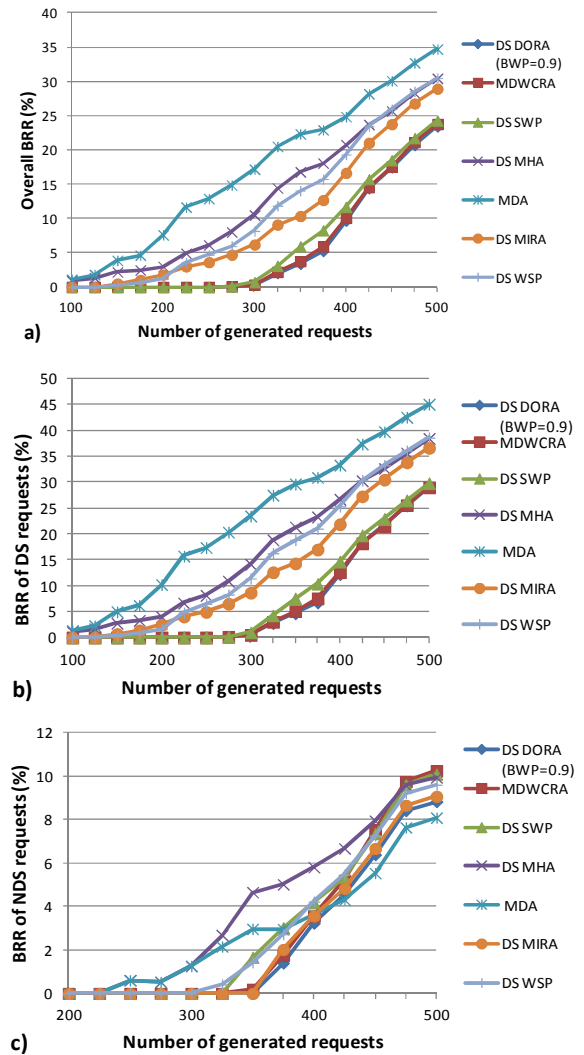 40
35
30
25
20
15
10
5
0
Overall BRR (%)
100 200 300 400 500
Number of generated requests
a)
DS DORA
(BWP=0.9)
MDWCRA
DS SWP
DS MHA
MDA
DS MIRA
DS WSP
50
45
40
35
30
25
20
15
10
5
0
BRR of DS requests (%)
100 200 300 400 500
Number of generated requests
b)
DS DORA
(BWP=0.9)
MDWCRA
DS SWP
DS MHA
MDA
DS MIRA
DS WSP
12
10
8
6
4
2
0
BRR of NDS requests (%)
200 300 400 500
Number of generated requests
c)
DS DORA
(BWP=0.9)
MDWCRA
DS SWP
DS MHA
MDA
DS MIRA
DS WSP